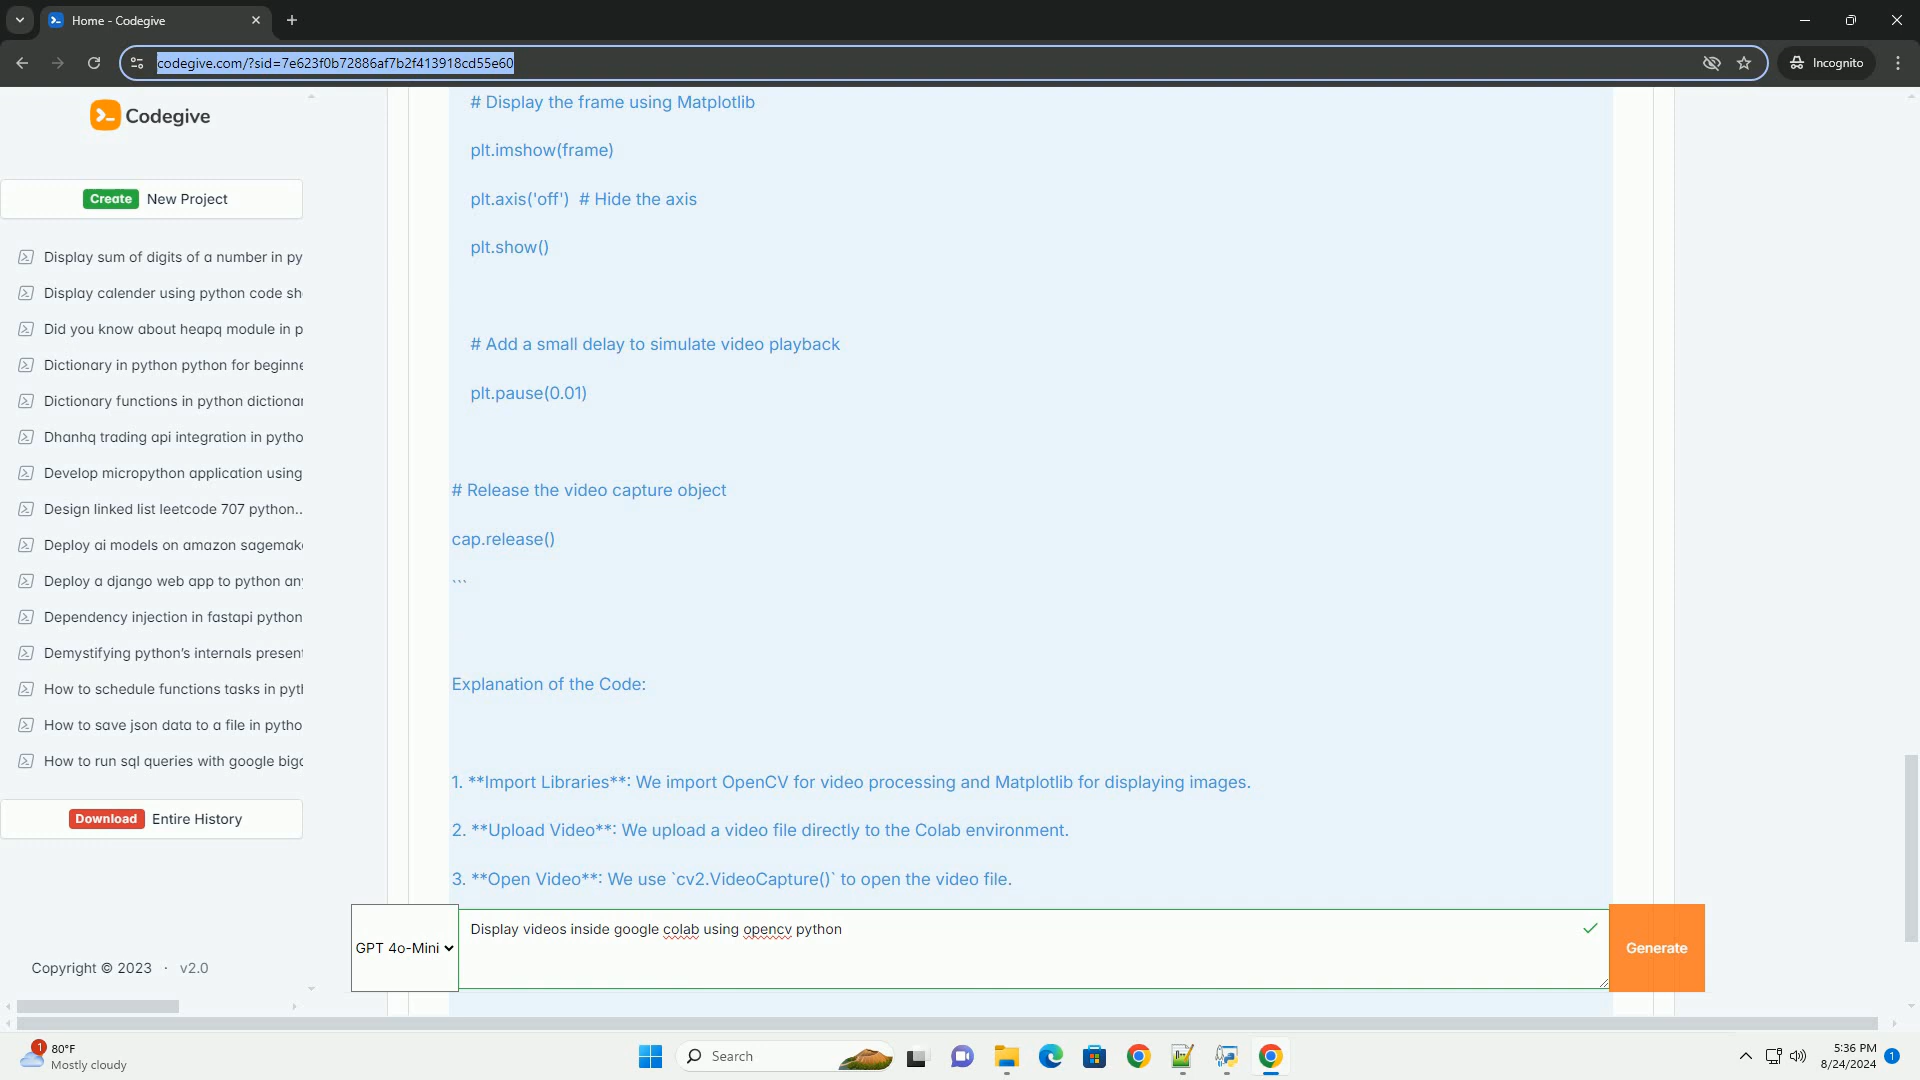 Home - Codegive
codegive.com/?sid=7e623f0b72886af7b2f413918cd55e60
Incognito
Codegive
Create New Project
Display sum of digits of a number in py
Display calender using python code sh
Did you know about heapq module in p
Dictionary in python python for beginne
Dictionary functions in python dictionar
Dhanhq trading api integration in pytho
Develop micropython application using
Design linked list leetcode 707 python..
Deploy ai models on amazon sagemak
Deploy a django web app to python an
Dependency injection in fastapi python
Demystifying python's internals present
How to schedule functions tasks in pyt
How to save json data to a file in pytho
How to run sql queries with google big
Download Entire History
Copyright © 2023 · v2.0
# Display the frame using Matplotlib
plt.imshow(frame)
plt.axis('off')  # Hide the axis
plt.show()
# Add a small delay to simulate video playback
plt.pause(0.01)
# Release the video capture object
cap.release()
```
Explanation of the Code:
1. **Import Libraries**: We import OpenCV for video processing and Matplotlib for displaying images.
2. **Upload Video**: We upload a video file directly to the Colab environment.
3. **Open Video**: We use `cv2.VideoCapture()` to open the video file.
GPT 4o-Mini
Display videos inside google colab using opencv python
Generate
1
80°F
Mostly cloudy
Search
5:36 PM
8/24/2024
1